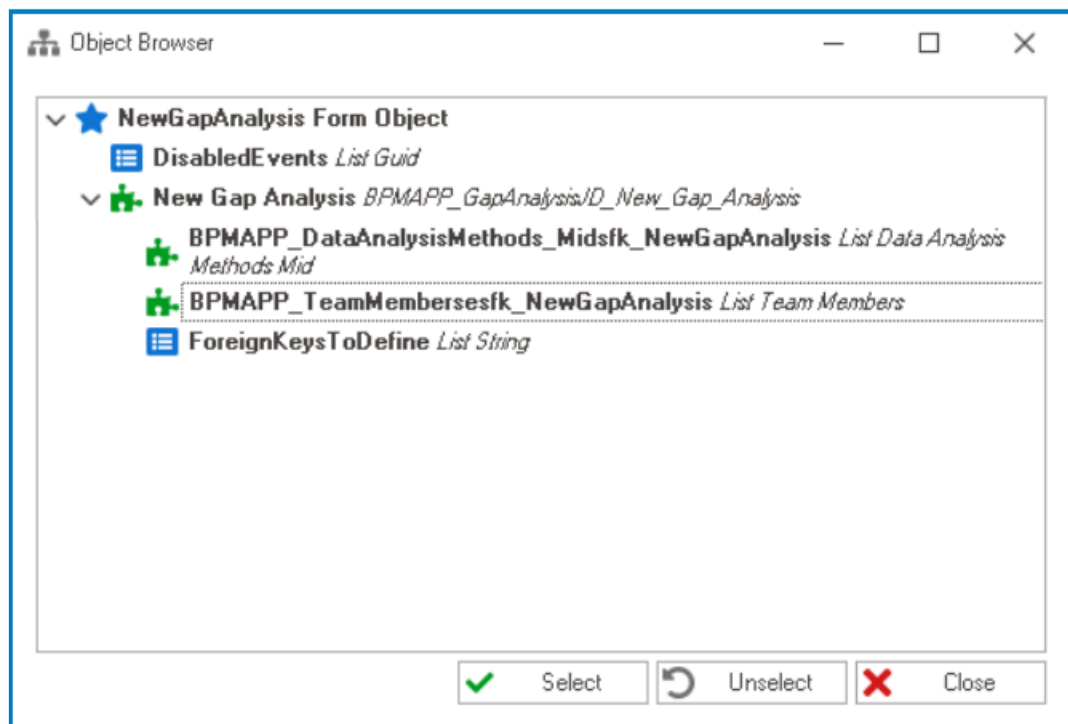 Object Browser
NewGapAnalysis Form Object
DisabledEvents List Guid
New Gap Analysis BPMAPP_GapAnalysisJD_New_Gap_Analysis
BPMAPP_DataAnalysisMethods_Midsfk_NewGapAnalysis List Data Analysis
Methods Mid
BPMAPP_TeamMembersesfk_NewGapAnalysis List Team Members
ForeignKeysToDefine List String
Select Unselect Close